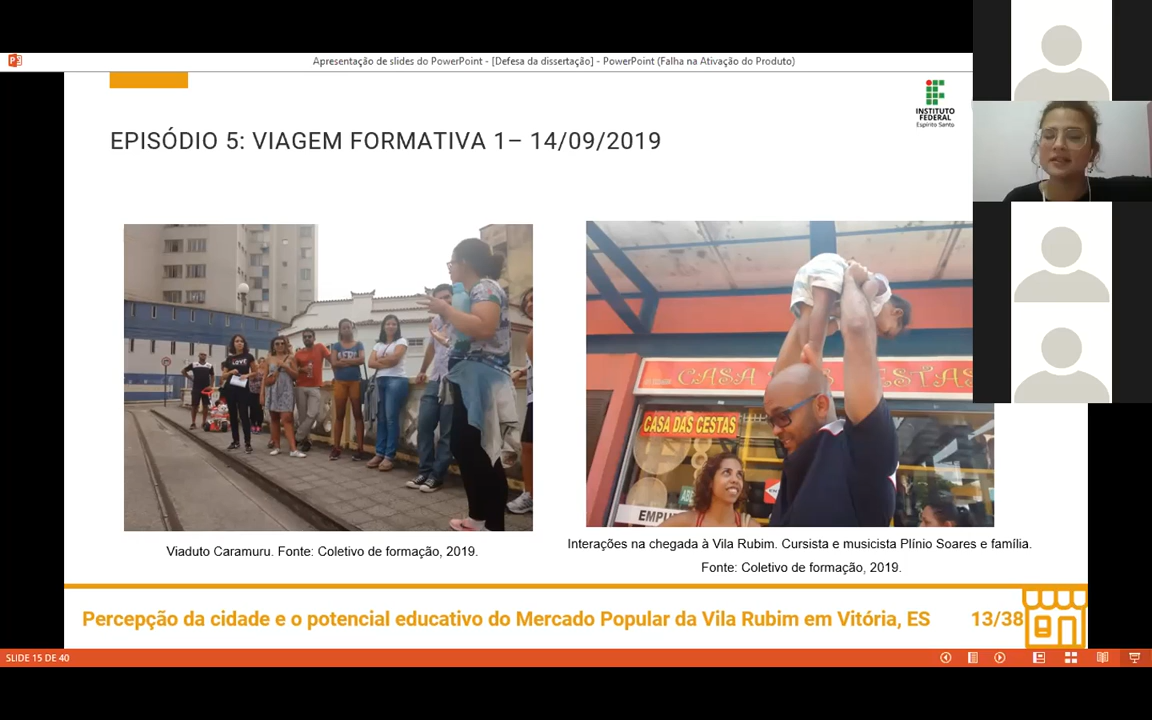 Apresentação de slides do PowerPoint - [Defesa da dissertação] - PowerPoint (Falha na Ativação do Produto)
INSTITUTO
FEDERAL
Espírito Santo
EPISÓDIO 5: VIAGEM FORMATIVA 1– 14/09/2019
LOVE
CASA
ESTAS
CASA DAS CESTAS
EMPU
Viaduto Caramuru. Fonte: Coletivo de formação, 2019.
Interações na chegada à Vila Rubim. Cursista e musicista Plínio Soares e família.
Fonte: Coletivo de formação, 2019.
Percepção da cidade e o potencial educativo do Mercado Popular da Vila Rubim em Vitória, ES 13/38
SLIDE 15 DE 40